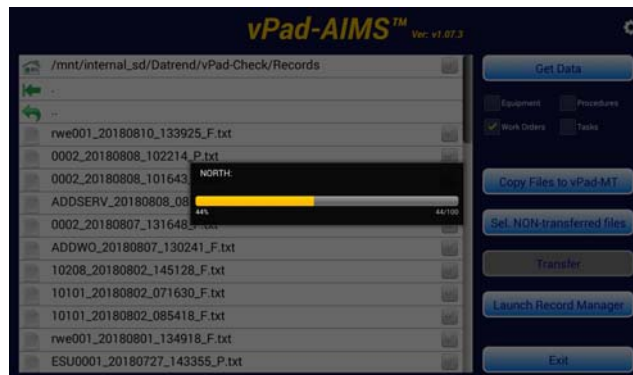 vPad-AIMS™ Ver: v1.07.3
/mnt/internal_sd/Datrend/vPad-Check/Records
.
..
rwe001_20180810_133925_F.txt
0002_20180808_102214_P.txt
0002_20180808_101643
ADDSERV_20180808_08
0002_20180807_131648_F.txt
ADDWO_20180807_130241_F.txt
10208_20180802_145128_F.txt
10101_20180802_071630_F.txt
10101_20180802_085418_F.txt
rwe001_20180801_134918_F.txt
ESU0001_20180727_143355_P.txt
NORTH:
44%
44/100
Get Data
Equipment
Procedures
Work Orders
Tasks
Copy Files to vPad-MT
Sel. NON-transferred files
Transfer
Launch Record Manager
Exit